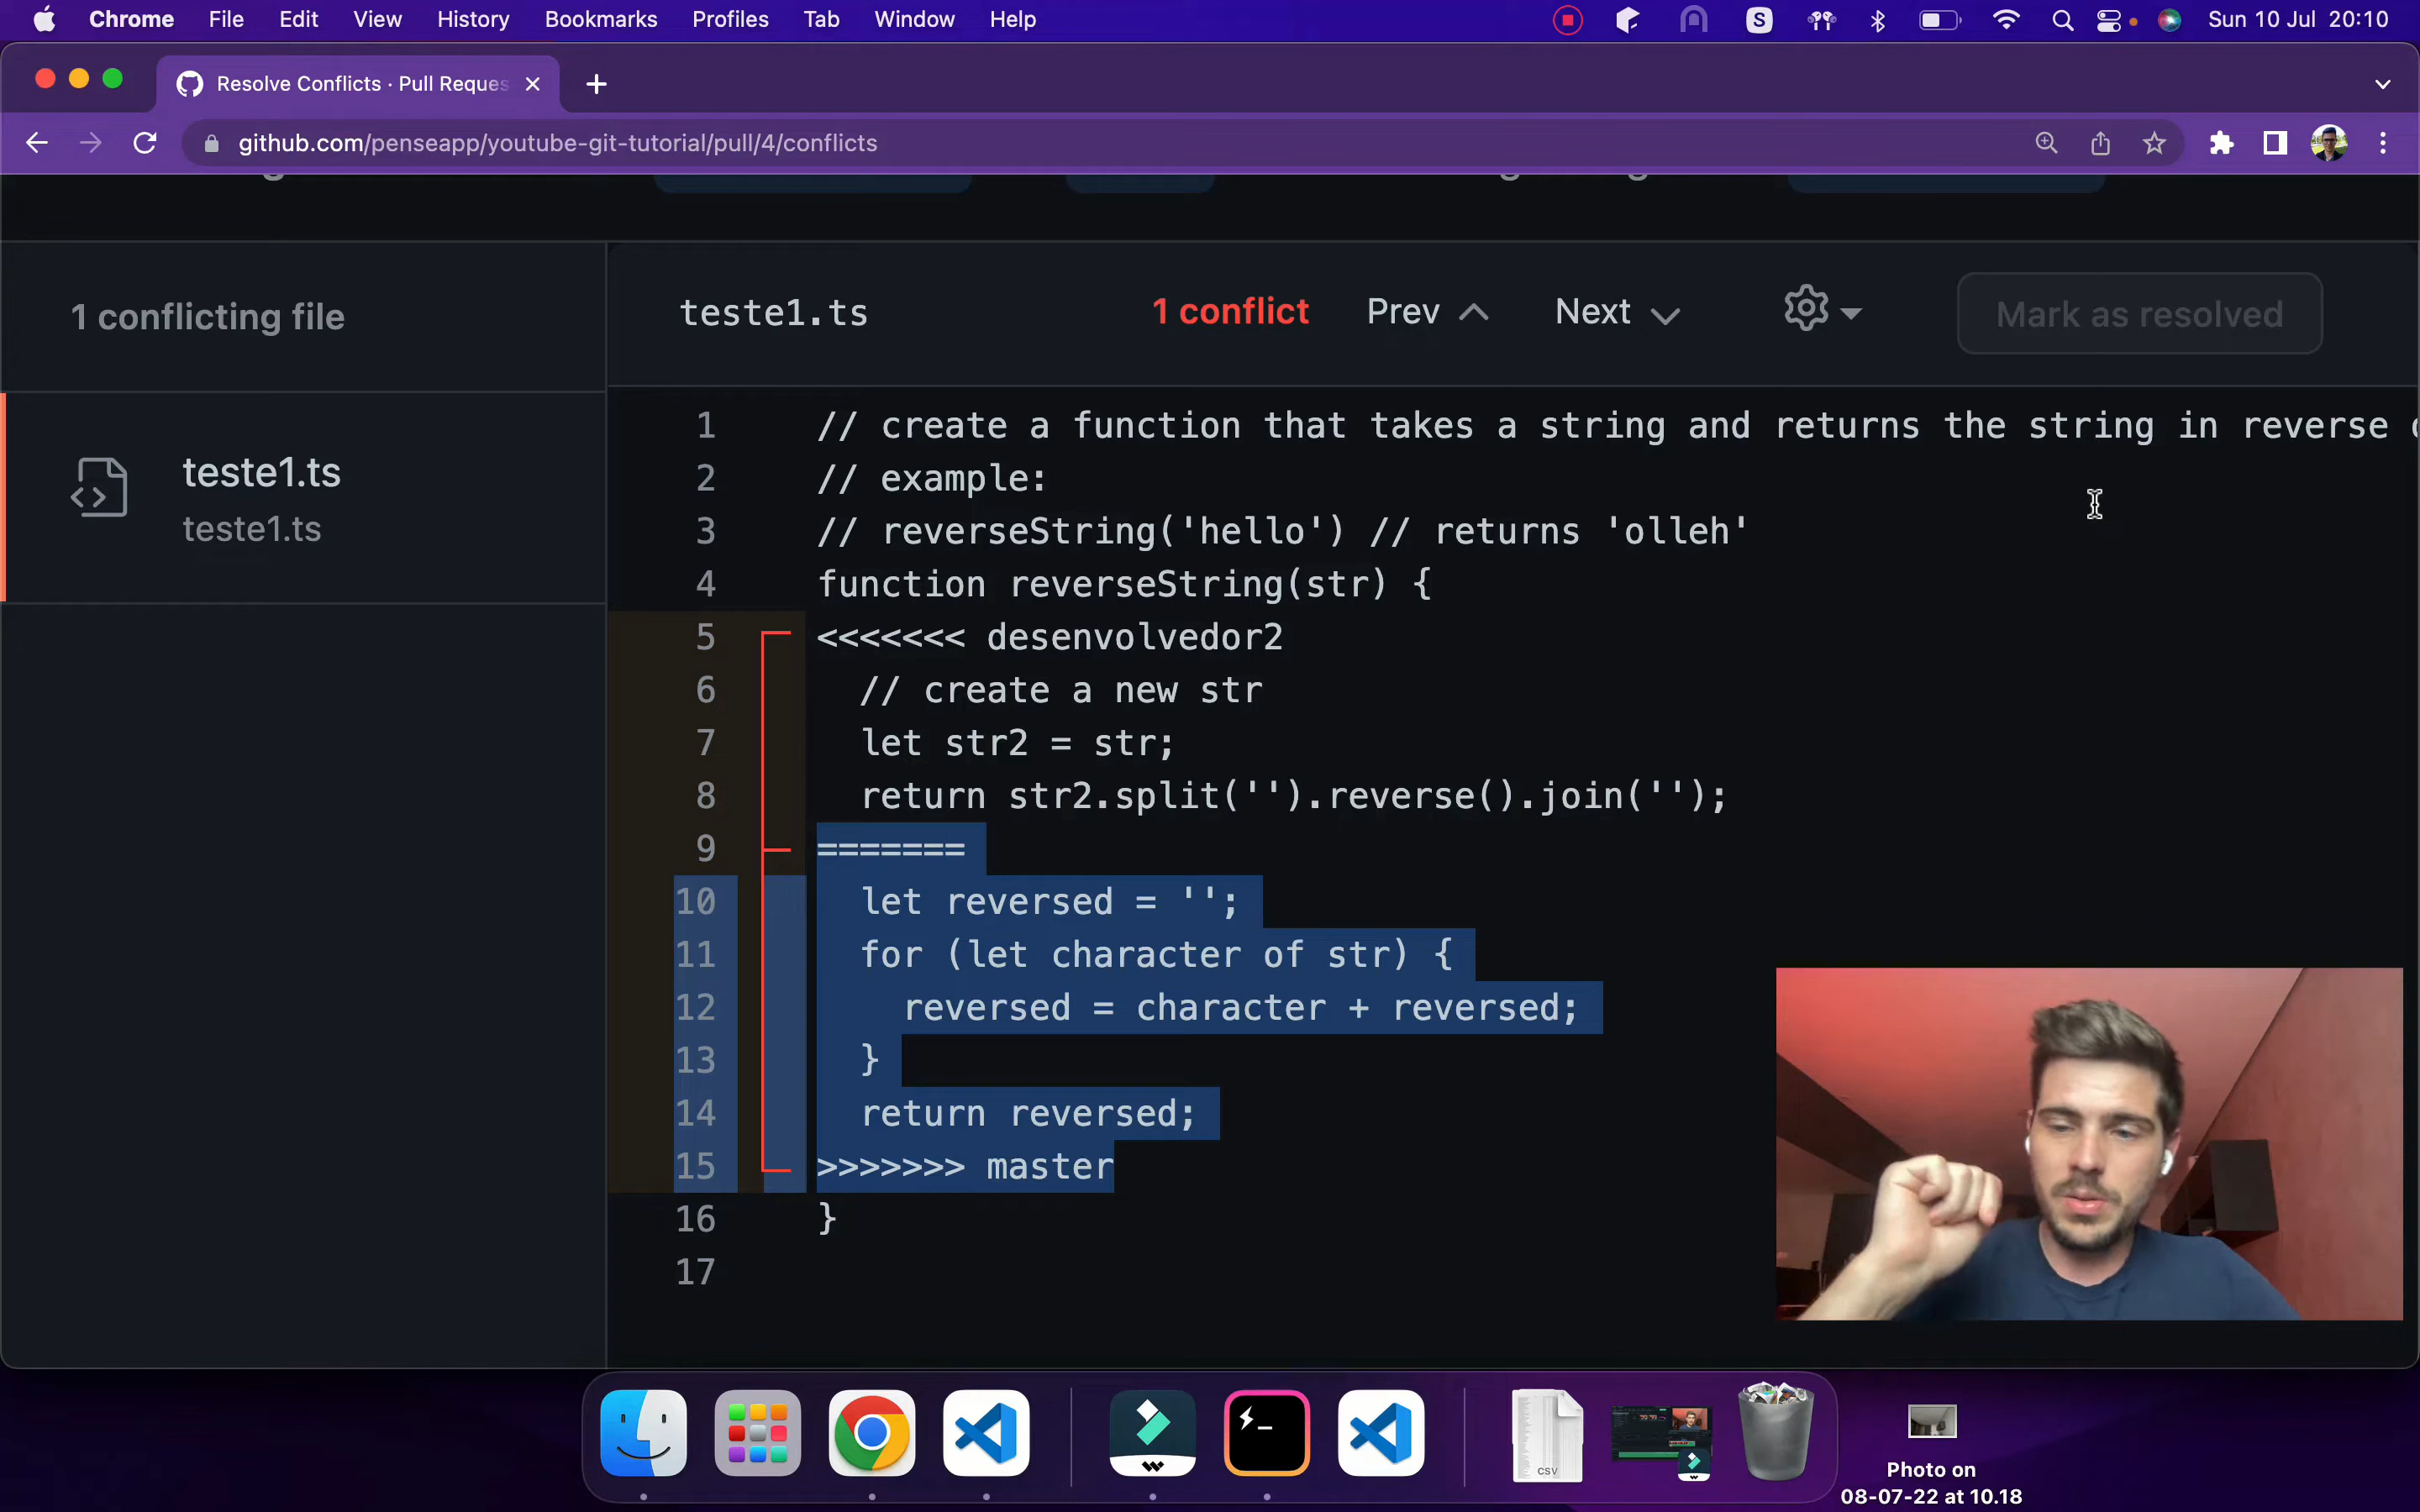 Chrome File Edit View History Bookmarks Profiles Tab Window Help S Sun 10 Jul 20:10
Resolve Conflicts · Pull Reques
github.com/penseapp/youtube-git-tutorial/pull/4/conflicts
1 conflicting file
teste1.ts 1 conflict Prev Next Mark as resolved
teste1.ts
teste1.ts
1 // create a function that takes a string and returns the string in reverse
2 // example:
3 // reverseString('hello') // returns 'olleh'
4 function reverseString(str) {
5 <<<<<<< desenvolvedor2
6 // create a new str
7 let str2 = str;
8 return str2.split('').reverse().join('');
9 =======
10 let reversed = '';
11 for (let character of str) {
12 reversed = character + reversed;
13 }
14 return reversed;
15 >>>>>>> master
16 }
17
CSV
Photo on
08-07-22 at 10.18